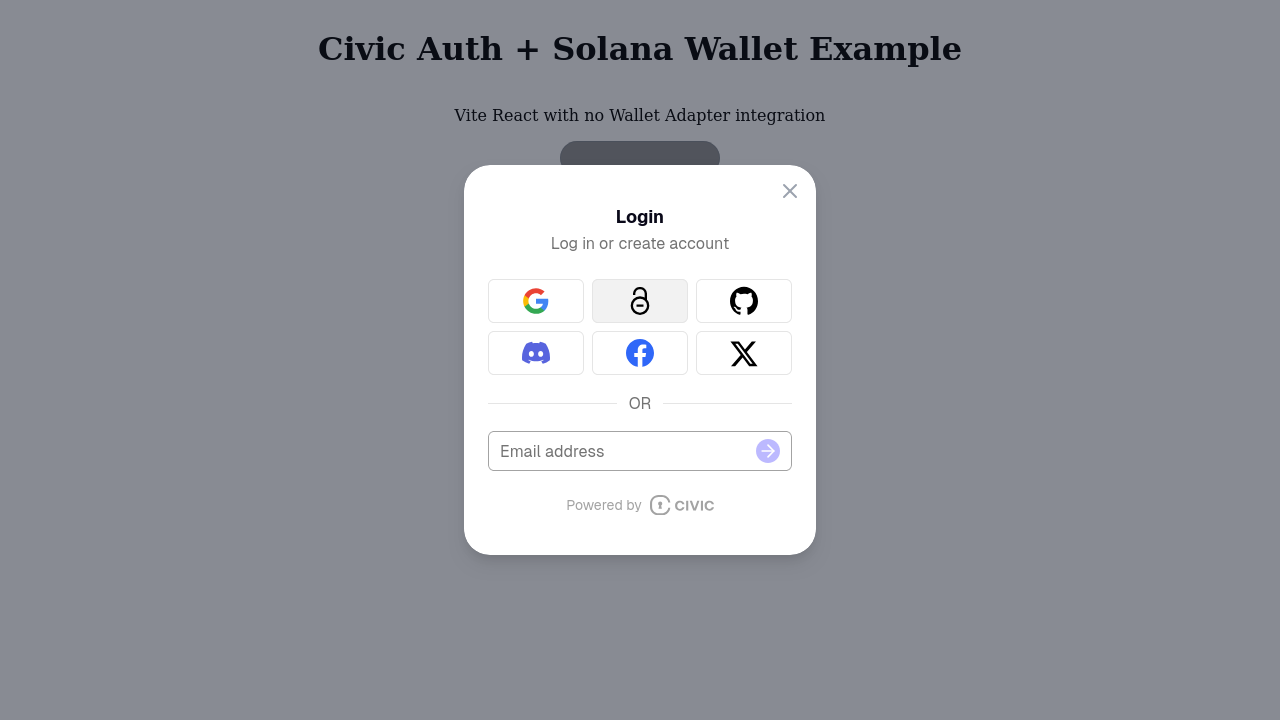 Civic Auth + Solana Wallet Example
Vite React with no Wallet Adapter integration
Login
Log in or create account
OR
Email address
Powered by CIVIC